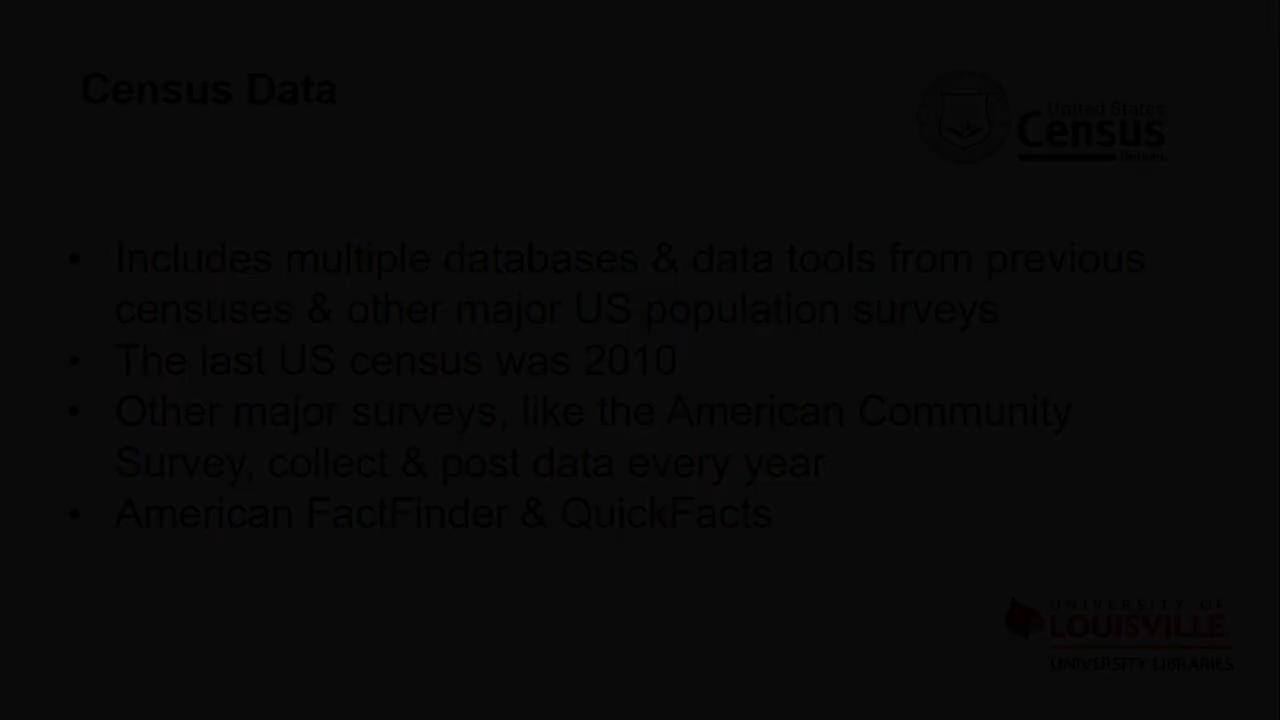 Census Data
United States
Census
Bureau
• Includes multiple databases & data tools from previous
censuses & other major US population surveys
• The last US census was 2010
• Other major surveys, like the American Community
Survey, collect & post data every year
• American FactFinder & QuickFacts
UNIVERSITY OF
LOUISVILLE
UNIVERSITY LIBRARIES